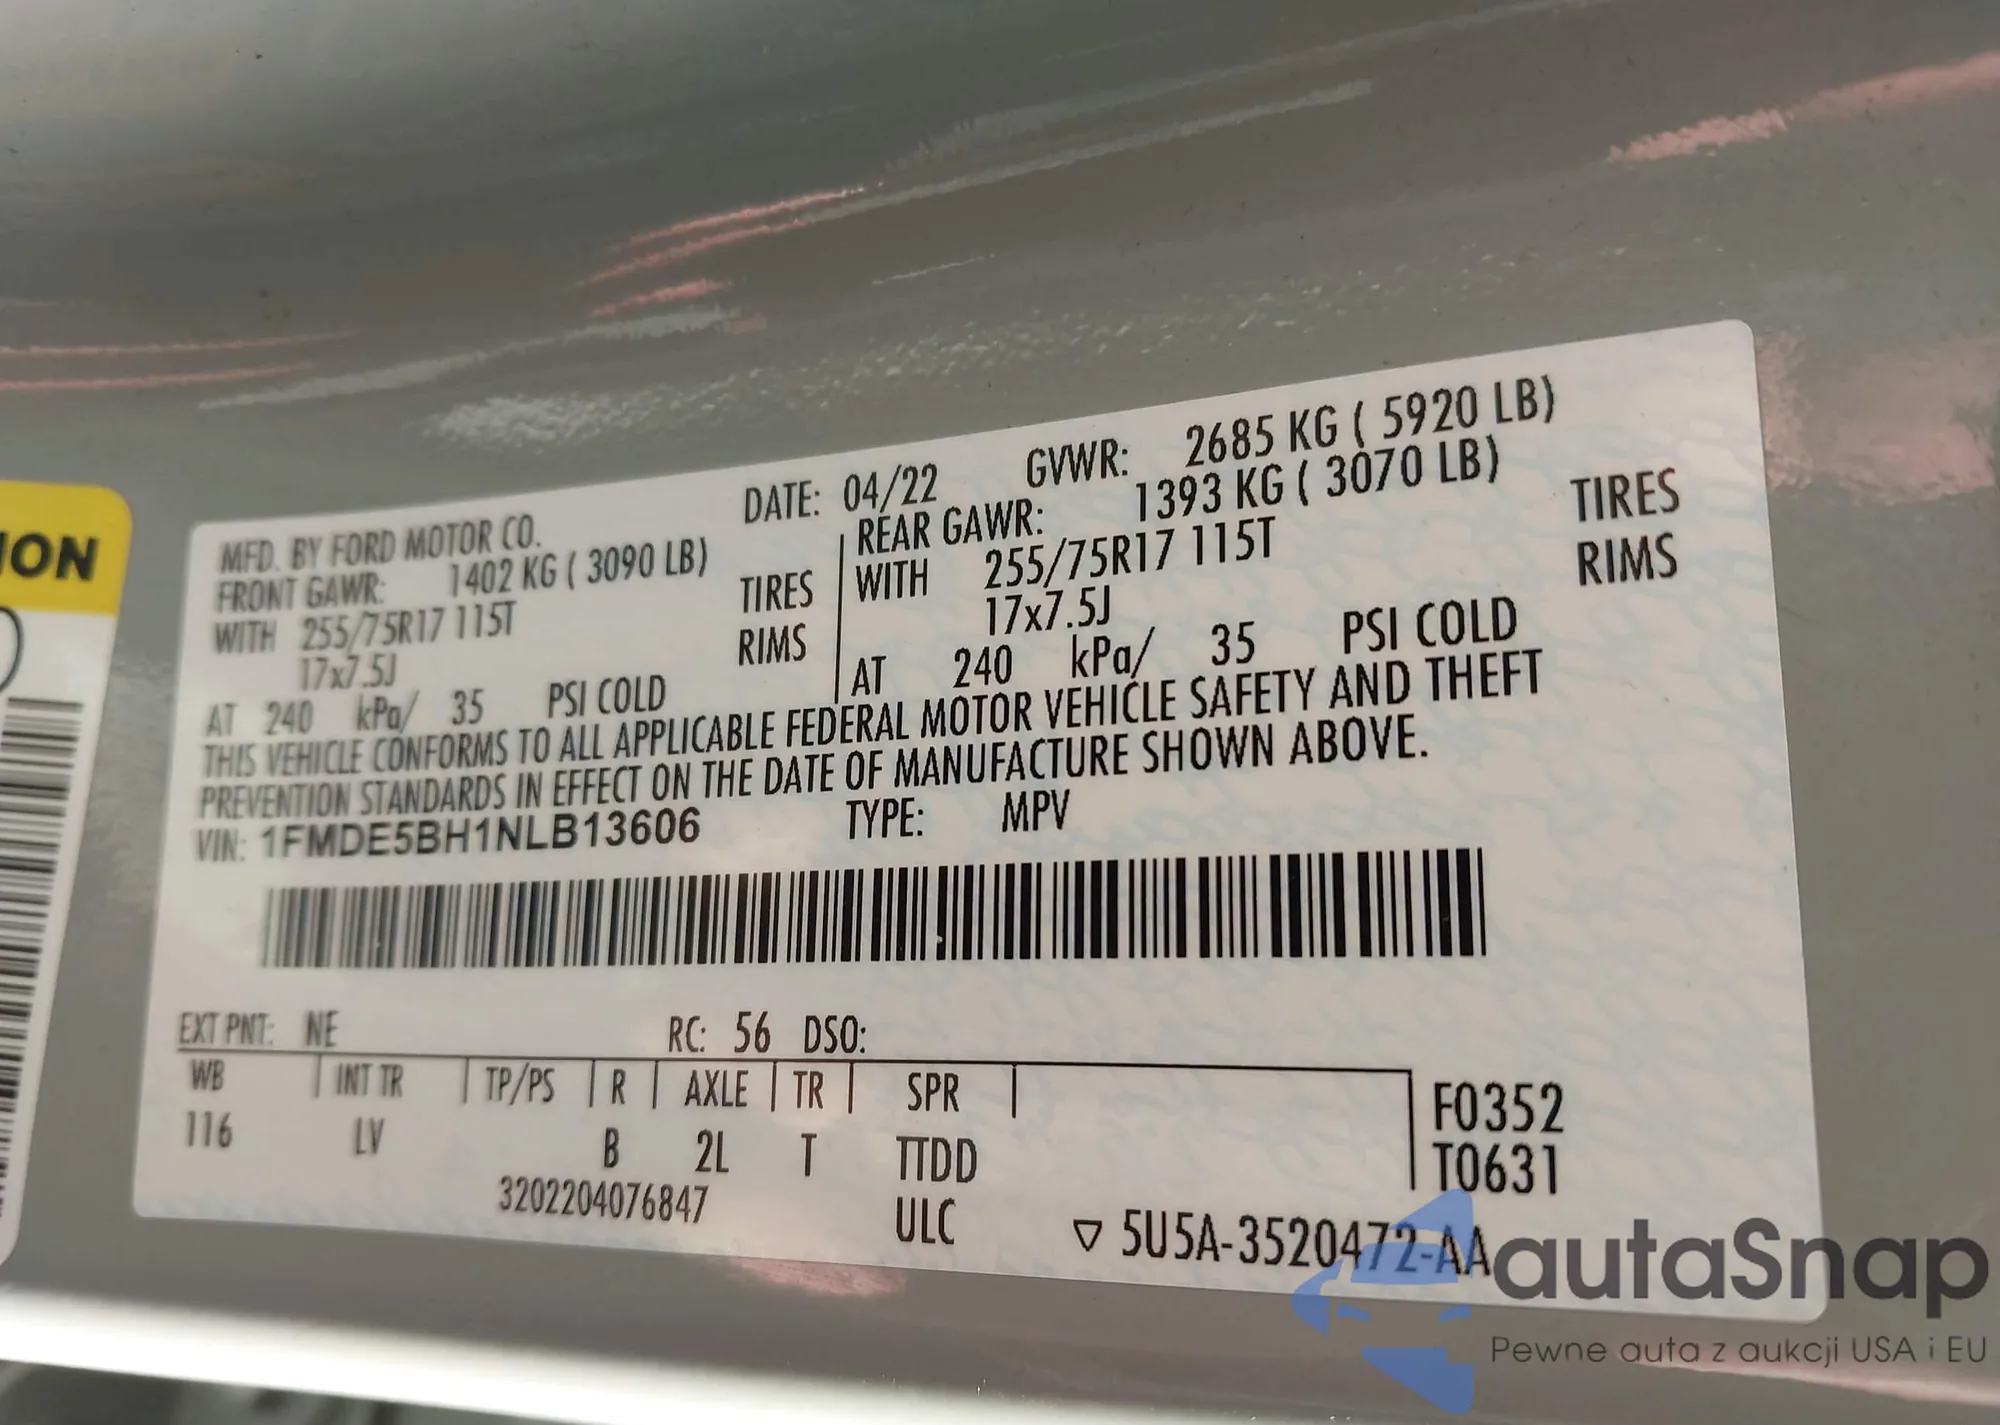 ION
MFD. BY FORD MOTOR CO.
DATE: 04/22
GVWR: 2685 KG ( 5920 LB)
FRONT GAWR: 1402 KG ( 3090 LB)
WITH 255/75R17 115T TIRES
17x7.5J RIMS
AT 240 kPa/ 35 PSI COLD
REAR GAWR: 1393 KG ( 3070 LB)
WITH 255/75R17 115T TIRES
17x7.5J RIMS
AT 240 kPa/ 35 PSI COLD
THIS VEHICLE CONFORMS TO ALL APPLICABLE FEDERAL MOTOR VEHICLE SAFETY AND THEFT
PREVENTION STANDARDS IN EFFECT ON THE DATE OF MANUFACTURE SHOWN ABOVE.
VIN: 1FMDE5BH1NLB13606 TYPE: MPV
EXT PNT: NE RC: 56 DSO:
WB INT TR TP/PS R AXLE TR SPR
116 LV B 2L T TTDD
F0352
T0631
3202204076847 ULC
▽ 5U5A-3520472-AA
autaSnap
Pewne auta z aukcji USA i EU